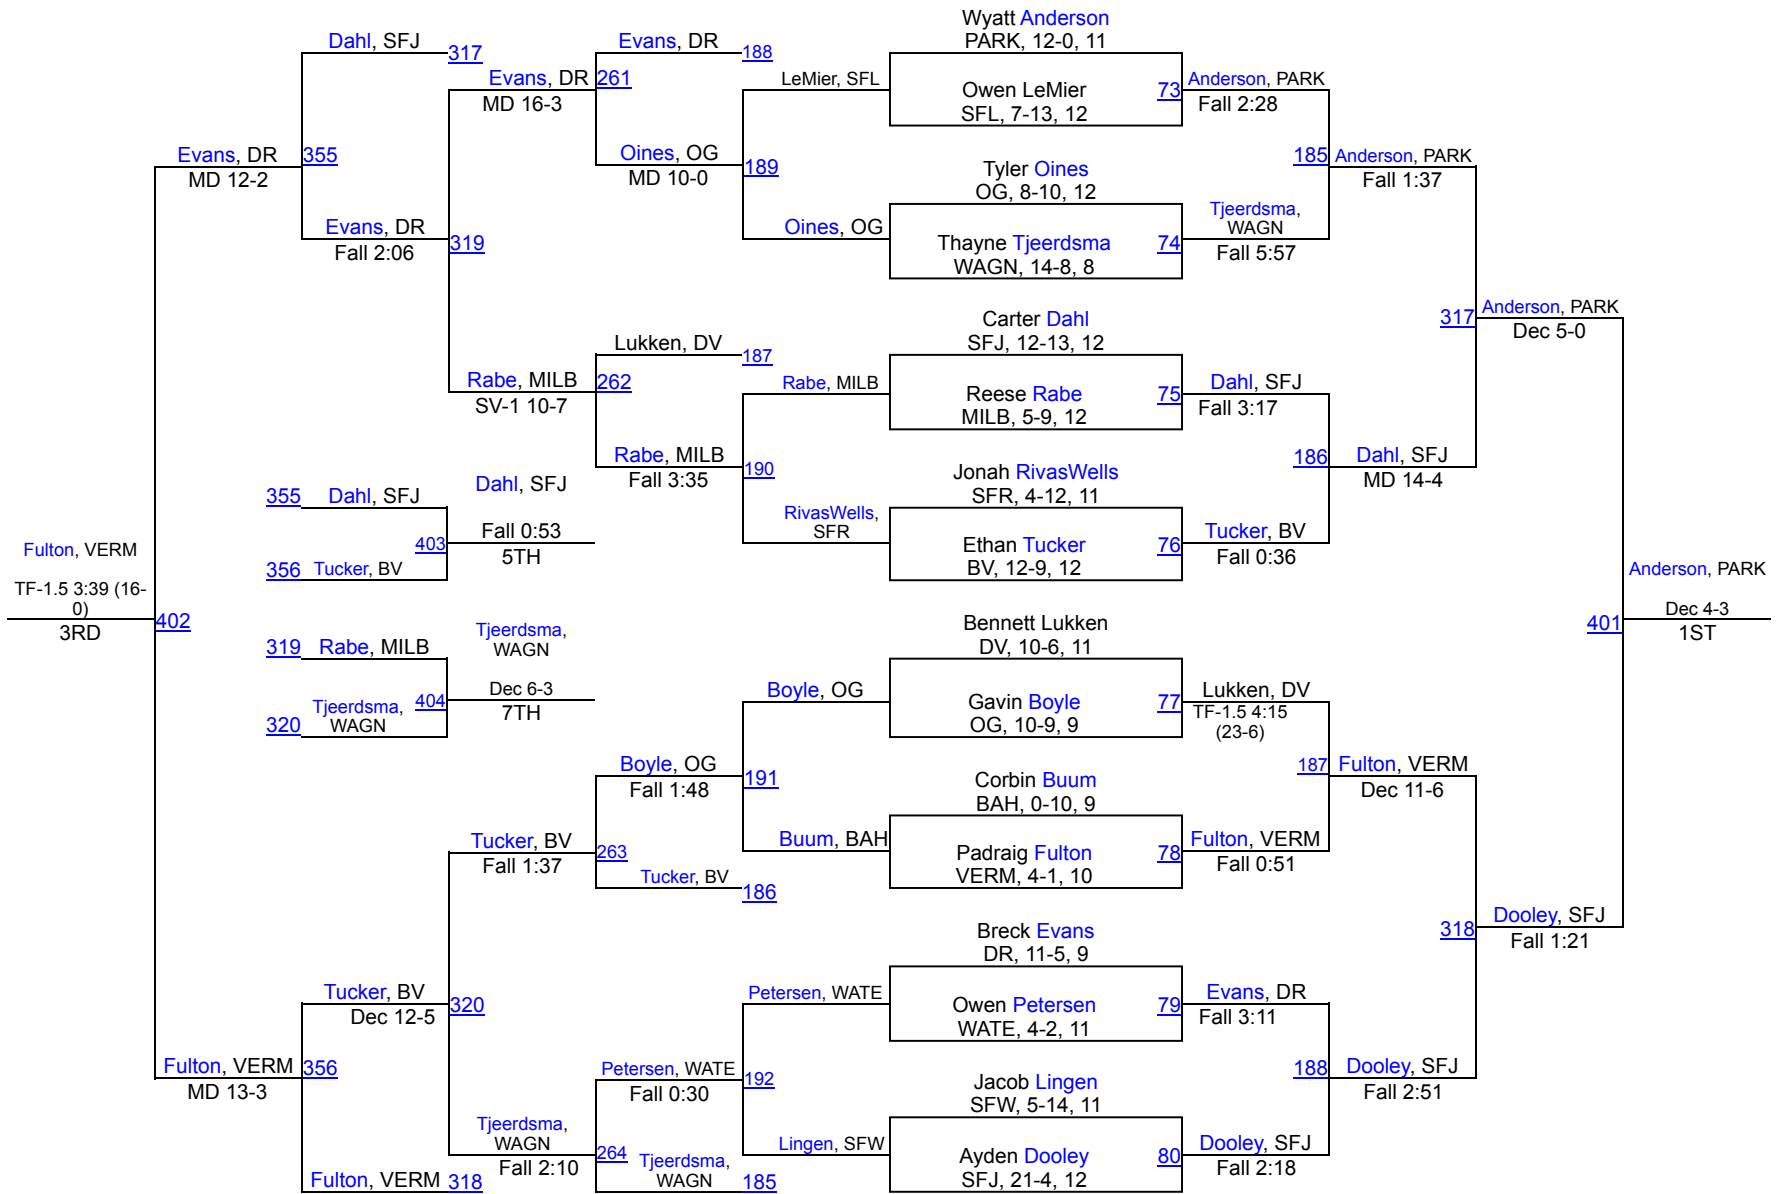 Wyatt Anderson
PARK, 12-0, 11
Dahl, SFJ
317
Evans, DR
188
Evans, DR
261
MD 16-3
LeMier, SFL
Owen LeMier
SFL, 7-13, 12
73
Anderson, PARK
Fall 2:28
Evans, DR
355
MD 12-2
Oines, OG
189
MD 10-0
Tyler Oines
OG, 8-10, 12
185
Anderson, PARK
Fall 1:37
Evans, DR
319
Fall 2:06
Oines, OG
Thayne Tjeerdsma
WAGN, 14-8, 8
74
Tjeerdsma,
WAGN
Fall 5:57
Carter Dahl
SFJ, 12-13, 12
317
Anderson, PARK
Dec 5-0
Lukken, DV
187
Rabe, MILB
262
SV-1 10-7
Rabe, MILB
Reese Rabe
MILB, 5-9, 12
75
Dahl, SFJ
Fall 3:17
Rabe, MILB
190
Fall 3:35
Jonah RivasWells
SFR, 4-12, 11
186
Dahl, SFJ
MD 14-4
355
Dahl, SFJ
Dahl, SFJ
403
Fall 0:53
5TH
356
Tucker, BV
RivasWells,
SFR
Ethan Tucker
BV, 12-9, 12
76
Tucker, BV
Fall 0:36
Fulton, VERM
TF-1.5 3:39 (16-
0)
3RD
402
Anderson, PARK
401
Dec 4-3
1ST
319
Rabe, MILB
Tjeerdsma,
WAGN
404
Dec 6-3
7TH
320
Tjeerdsma,
WAGN
Bennett Lukken
DV, 10-6, 11
Boyle, OG
Gavin Boyle
OG, 10-9, 9
77
Lukken, DV
TF-1.5 4:15
(23-6)
Boyle, OG
191
Fall 1:48
Corbin Buum
BAH, 0-10, 9
187
Fulton, VERM
Dec 11-6
Tucker, BV
263
Fall 1:37
Buum, BAH
Padraig Fulton
VERM, 4-1, 10
78
Fulton, VERM
Fall 0:51
Tucker, BV
186
Breck Evans
DR, 11-5, 9
318
Dooley, SFJ
Fall 1:21
Tucker, BV
320
Dec 12-5
Petersen, WATE
Owen Petersen
WATE, 4-2, 11
79
Evans, DR
Fall 3:11
Fulton, VERM
356
MD 13-3
Petersen, WATE
192
Fall 0:30
Jacob Lingen
SFW, 5-14, 11
188
Dooley, SFJ
Fall 2:51
Tjeerdsma,
WAGN
264
Fall 2:10
Lingen, SFW
Ayden Dooley
SFJ, 21-4, 12
80
Dooley, SFJ
Fall 2:18
Fulton, VERM
318
Tjeerdsma,
WAGN
185